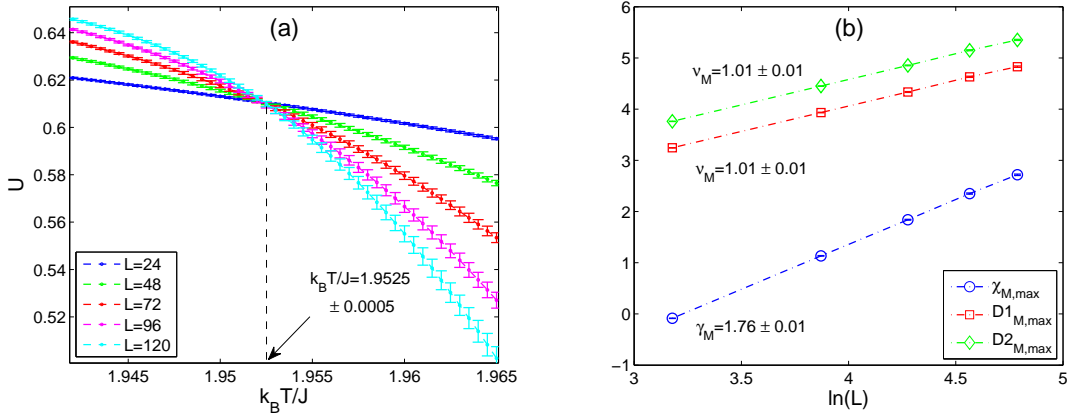 (a)
0.64
0.62
0.6
0.58
0.56
0.54
0.52
U
L=24
L=48
L=72
L=96
L=120
k_BT/J=1.9525
± 0.0005
1.945
1.95
1.955
1.96
1.965
k_BT/J
(b)
6
5
4
3
2
1
0
−1
ν_M=1.01 ± 0.01
ν_M=1.01 ± 0.01
γ_M=1.76 ± 0.01
χ_M,max
D1_M,max
D2_M,max
3
3.5
4
4.5
5
ln(L)